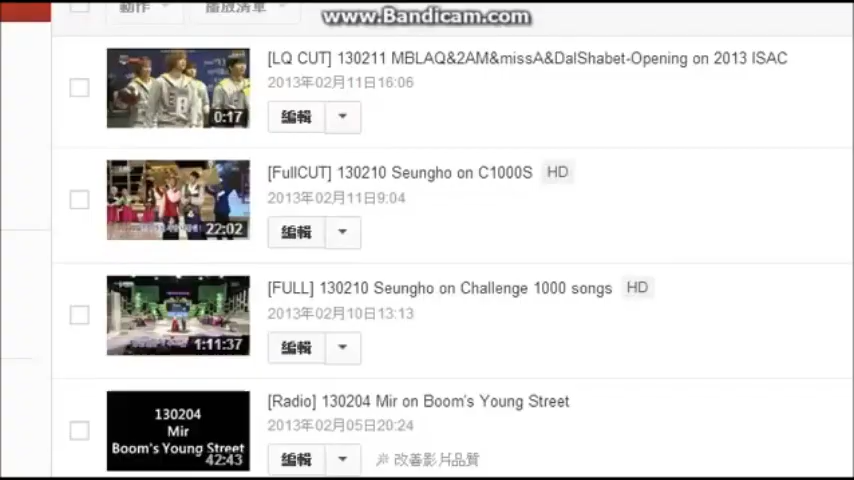 www.Bandicam.com
動作
播放清單
[LQ CUT] 130211 MBLAQ&2AM&missA&DalShabet-Opening on 2013 ISAC
2013年02月11日16:06
0:17
編輯
[FullCUT] 130210 Seungho on C1000S HD
2013年02月11日9:04
22:02
編輯
[FULL] 130210 Seungho on Challenge 1000 songs HD
2013年02月10日13:13
1:11:37
編輯
[Radio] 130204 Mir on Boom's Young Street
2013年02月05日20:24
130204
Mir
Boom's Young Street
42:43
編輯
改善影片品質